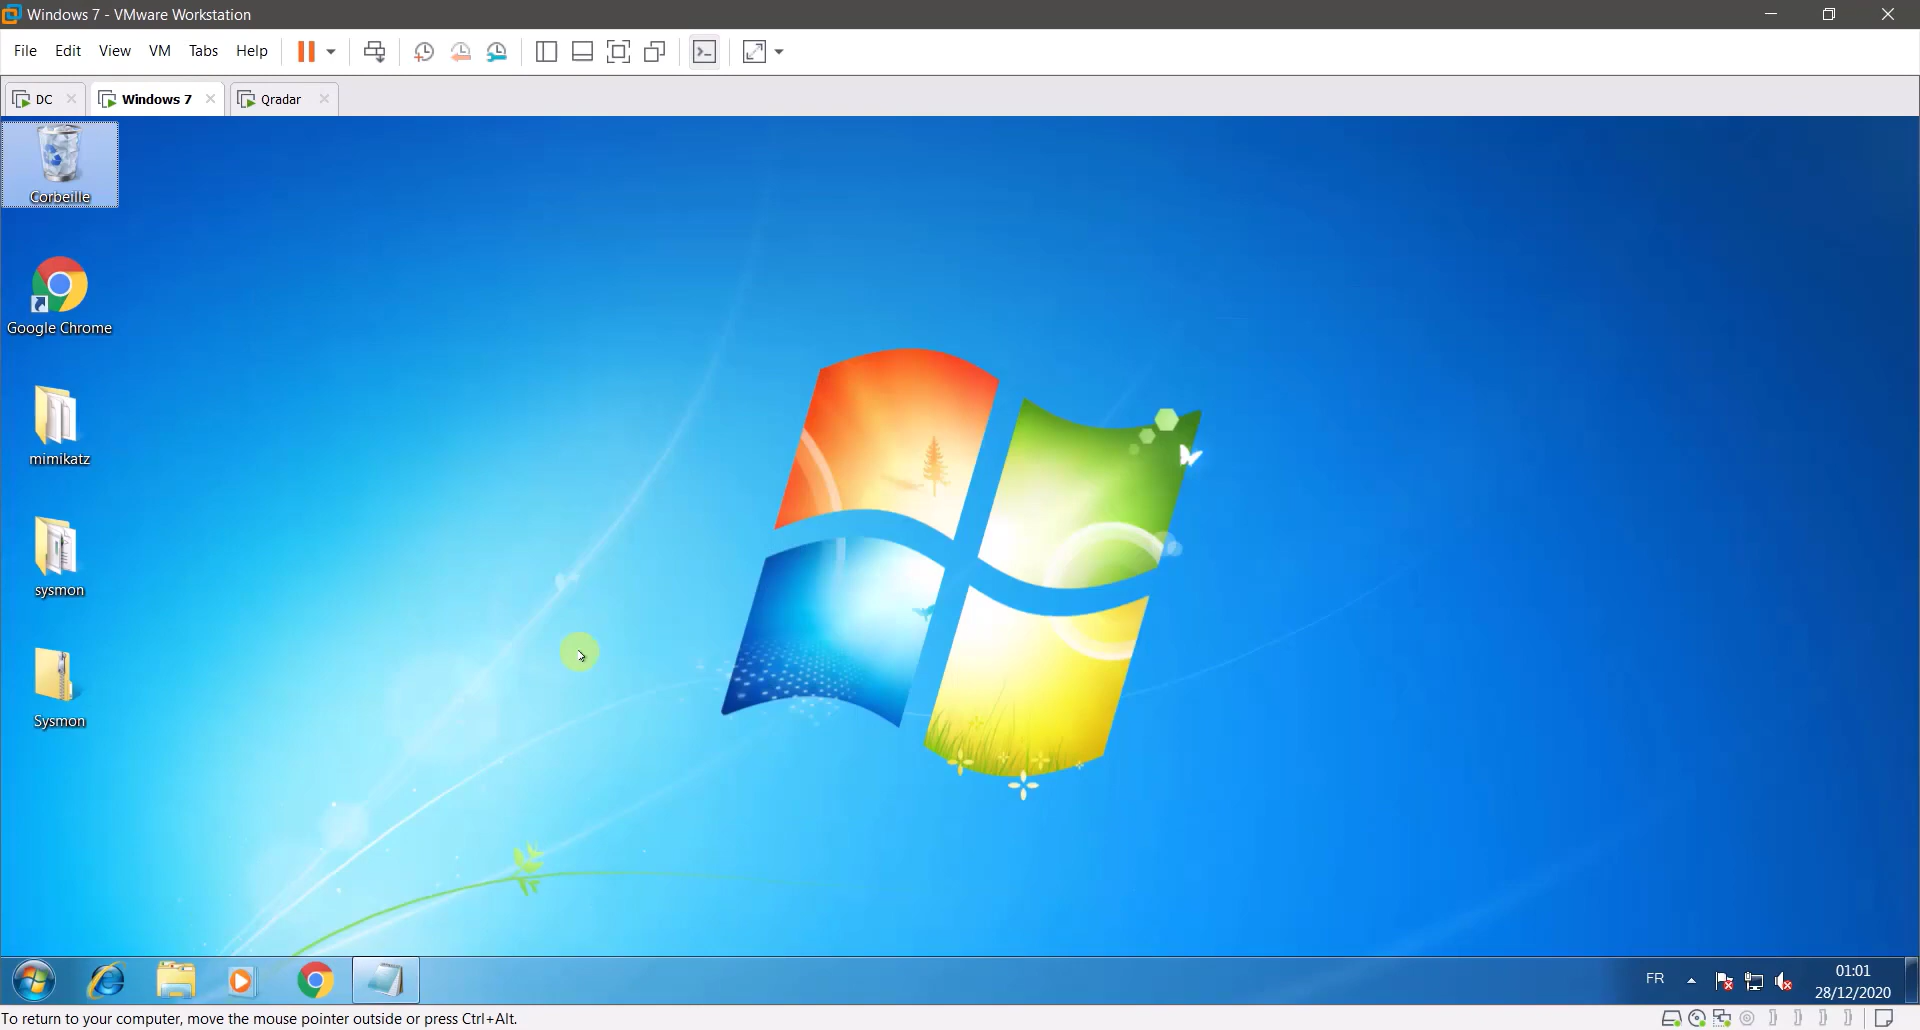 Windows 7 - VMware Workstation
File Edit View VM Tabs Help
DC Windows 7 Qradar
Corbeille
Google Chrome
mimikatz
sysmon
Sysmon
FR
01:01
28/12/2020
To return to your computer, move the mouse pointer outside or press Ctrl+Alt.